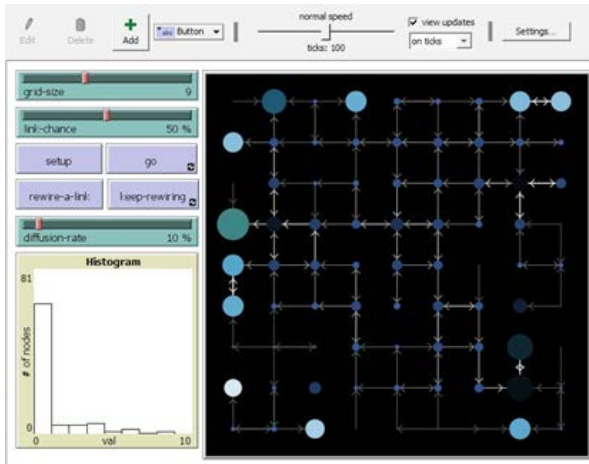 normal speed
view updates
Edit
Delete
Add
abc Button
ticks: 100
on ticks
Settings...
grid-size 9
link-chance 50 %
setup
go
rewire-a-link
keep-rewiring
diffusion-rate 10 %
Histogram
81
# of nodes
0
0
val
10